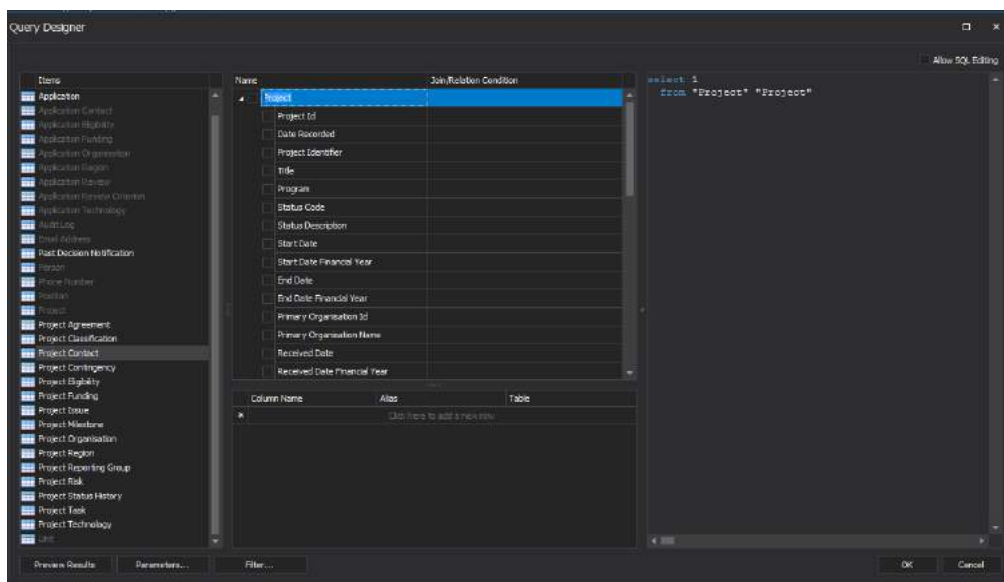 Query Designer
Allow SQL Editing
Items
Application
Application Contact
Application Eligibility
Application Funding
Application Organisation
Application Region
Application Review
Application Review Criterion
Application Technology
Audit Log
Email Address
Past Decision Notification
Person
Phone Number
Position
Project
Project Agreement
Project Classification
Project Contact
Project Contingency
Project Eligibility
Project Funding
Project Issue
Project Milestone
Project Organisation
Project Region
Project Reporting Group
Project Risk
Project Status History
Project Task
Project Technology
Unit
Name Join/Relation Condition
Project
Project Id
Date Recorded
Project Identifier
Title
Program
Status Code
Status Description
Start Date
Start Date Financial Year
End Date
End Date Financial Year
Primary Organisation Id
Primary Organisation Name
Received Date
Received Date Financial Year
Column Name Alias Table
Click here to add a new row
select 1
from "Project" "Project"
Preview Results Parameters... Filter... OK Cancel